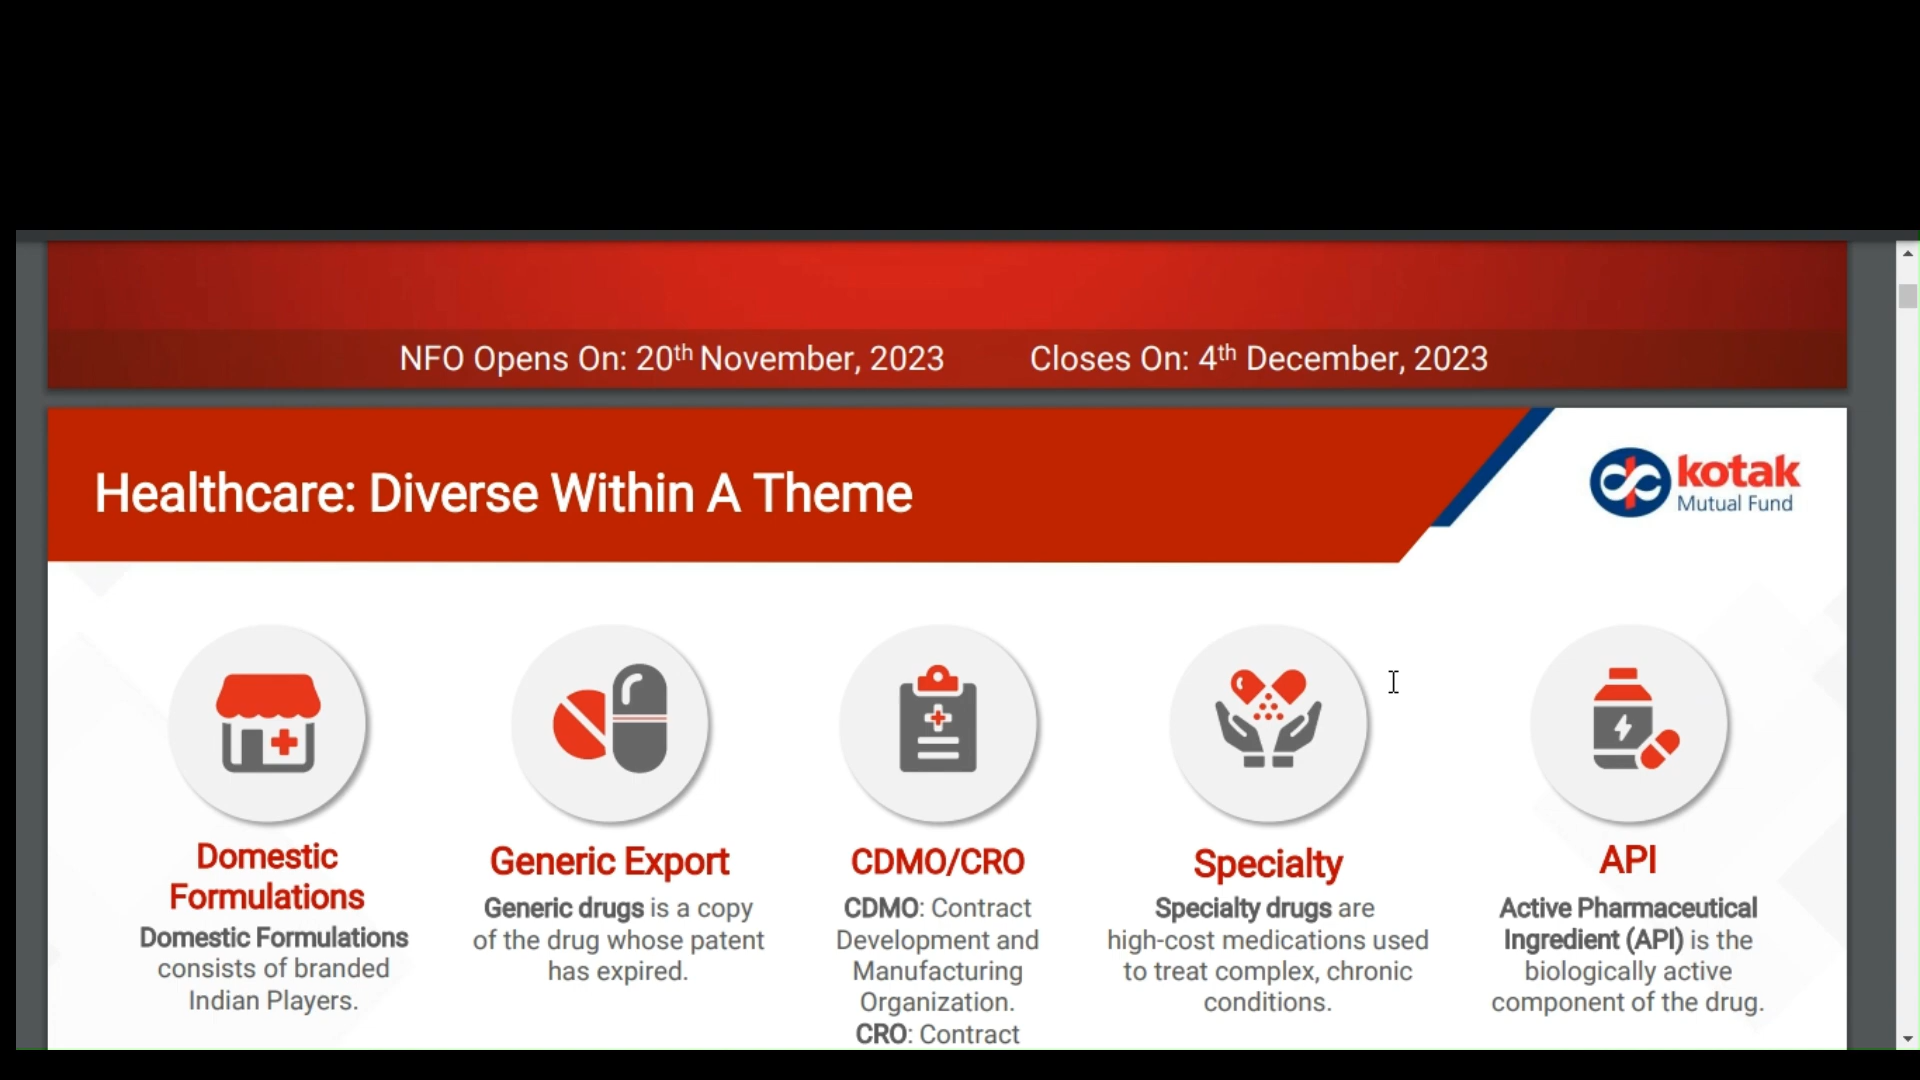 NFO Opens On: 20th November, 2023 Closes On: 4th December, 2023
Healthcare: Diverse Within A Theme
kotak
Mutual Fund
Domestic
Formulations
Domestic Formulations
consists of branded
Indian Players.
Generic Export
Generic drugs is a copy
of the drug whose patent
has expired.
CDMO/CRO
CDMO: Contract
Development and
Manufacturing
Organization.
CRO: Contract
Specialty
Specialty drugs are
high-cost medications used
to treat complex, chronic
conditions.
API
Active Pharmaceutical
Ingredient (API) is the
biologically active
component of the drug.